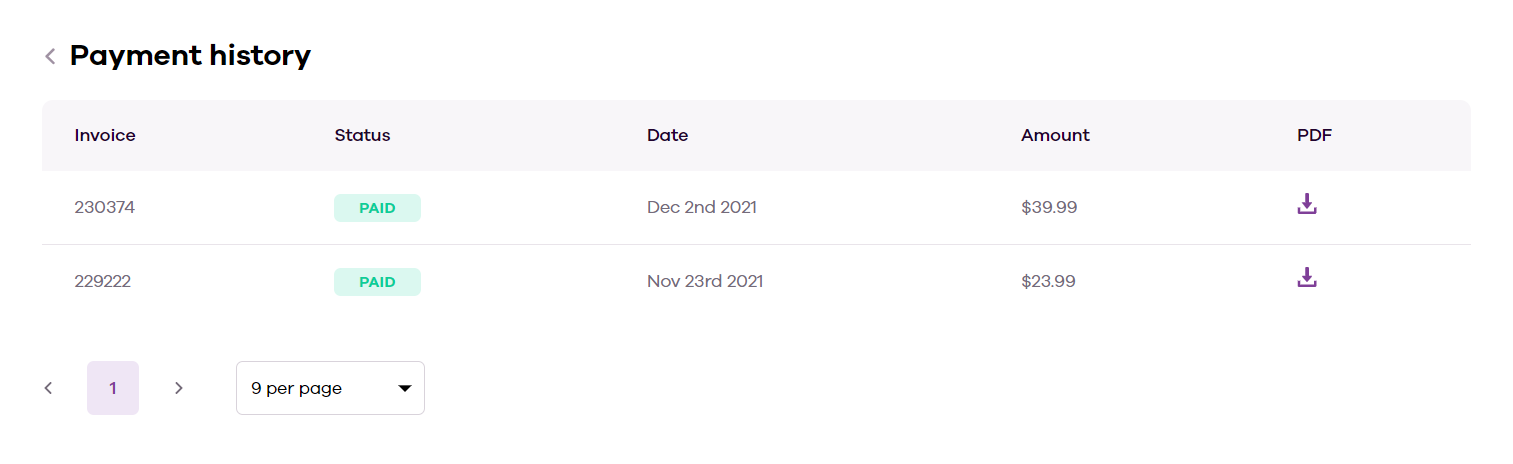 Payment history
Invoice Status Date Amount PDF
230374 PAID Dec 2nd 2021 $39.99
229222 PAID Nov 23rd 2021 $23.99
1 9 per page